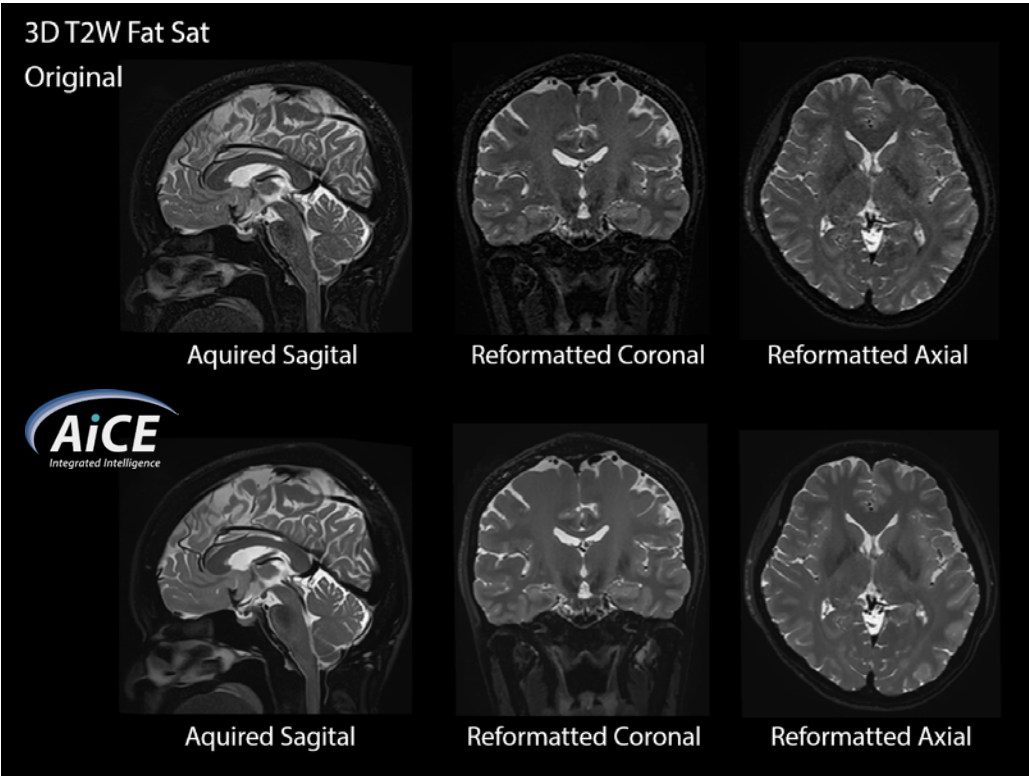 3D T2W Fat Sat
Original
Aquired Sagital
Reformatted Coronal
Reformatted Axial
AiCE
Integrated Intelligence
Aquired Sagital
Reformatted Coronal
Reformatted Axial